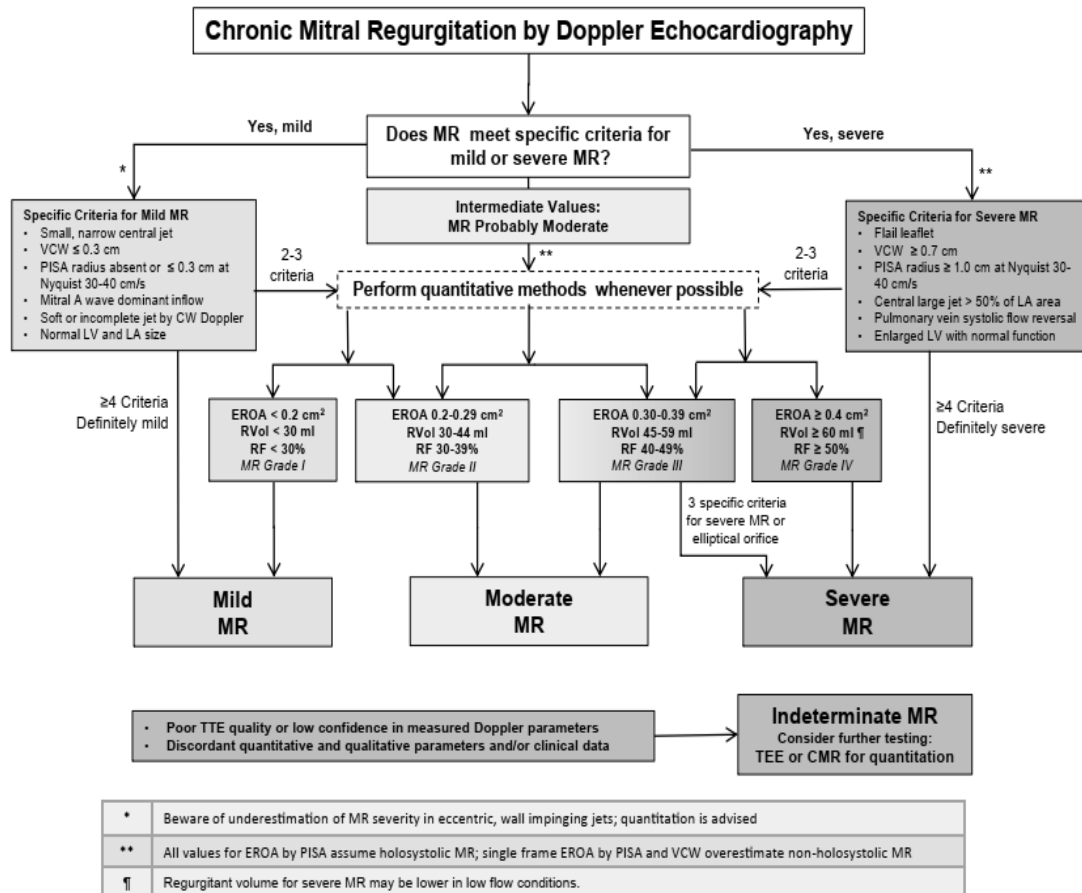 Chronic Mitral Regurgitation by Doppler Echocardiography
Yes, mild
Does MR meet specific criteria for
mild or severe MR?
Yes, severe
*
**
Specific Criteria for Mild MR
• Small, narrow central jet
• VCW ≤ 0.3 cm
• PISA radius absent or ≤ 0.3 cm at
Nyquist 30-40 cm/s
• Mitral A wave dominant inflow
• Soft or incomplete jet by CW Doppler
• Normal LV and LA size
Intermediate Values:
MR Probably Moderate
**
Specific Criteria for Severe MR
• Flail leaflet
• VCW ≥ 0.7 cm
• PISA radius ≥ 1.0 cm at Nyquist 30-
40 cm/s
• Central large jet > 50% of LA area
• Pulmonary vein systolic flow reversal
• Enlarged LV with normal function
2-3
criteria
Perform quantitative methods whenever possible
2-3
criteria
≥4 Criteria
Definitely mild
EROA < 0.2 cm²
RVol < 30 ml
RF < 30%
MR Grade I
EROA 0.2-0.29 cm²
RVol 30-44 ml
RF 30-39%
MR Grade II
EROA 0.30-0.39 cm²
RVol 45-59 ml
RF 40-49%
MR Grade III
EROA ≥ 0.4 cm²
RVol ≥ 60 ml ¶
RF ≥ 50%
MR Grade IV
≥4 Criteria
Definitely severe
3 specific criteria
for severe MR or
elliptical orifice
Mild
MR
Moderate
MR
Severe
MR
• Poor TTE quality or low confidence in measured Doppler parameters
• Discordant quantitative and qualitative parameters and/or clinical data
Indeterminate MR
Consider further testing:
TEE or CMR for quantitation
* Beware of underestimation of MR severity in eccentric, wall impinging jets; quantitation is advised
** All values for EROA by PISA assume holosystolic MR; single frame EROA by PISA and VCW overestimate non-holosystolic MR
¶ Regurgitant volume for severe MR may be lower in low flow conditions.